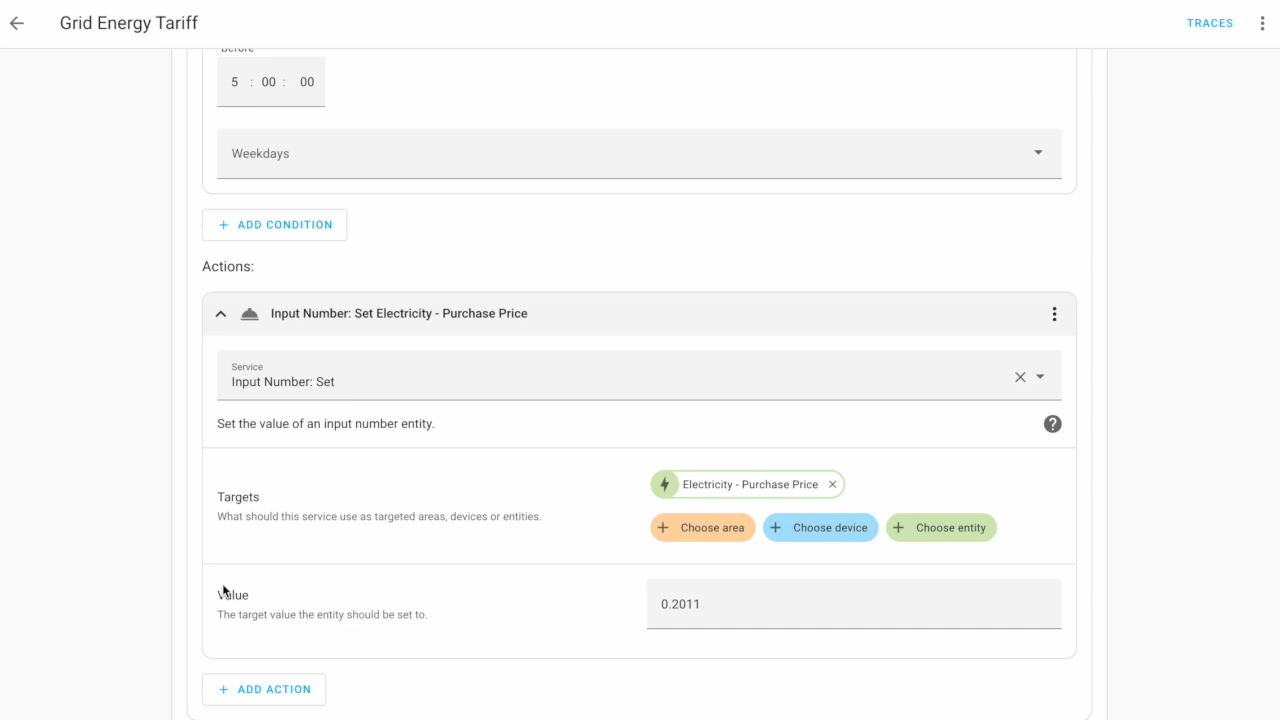 Grid Energy Tariff
TRACES
Before
5 : 00 : 00
Weekdays
+ ADD CONDITION
Actions:
Input Number: Set Electricity - Purchase Price
Service
Input Number: Set
Set the value of an input number entity.
Electricity - Purchase Price
Targets
What should this service use as targeted areas, devices or entities.
+ Choose area
+ Choose device
+ Choose entity
Value
0.2011
The target value the entity should be set to.
+ ADD ACTION